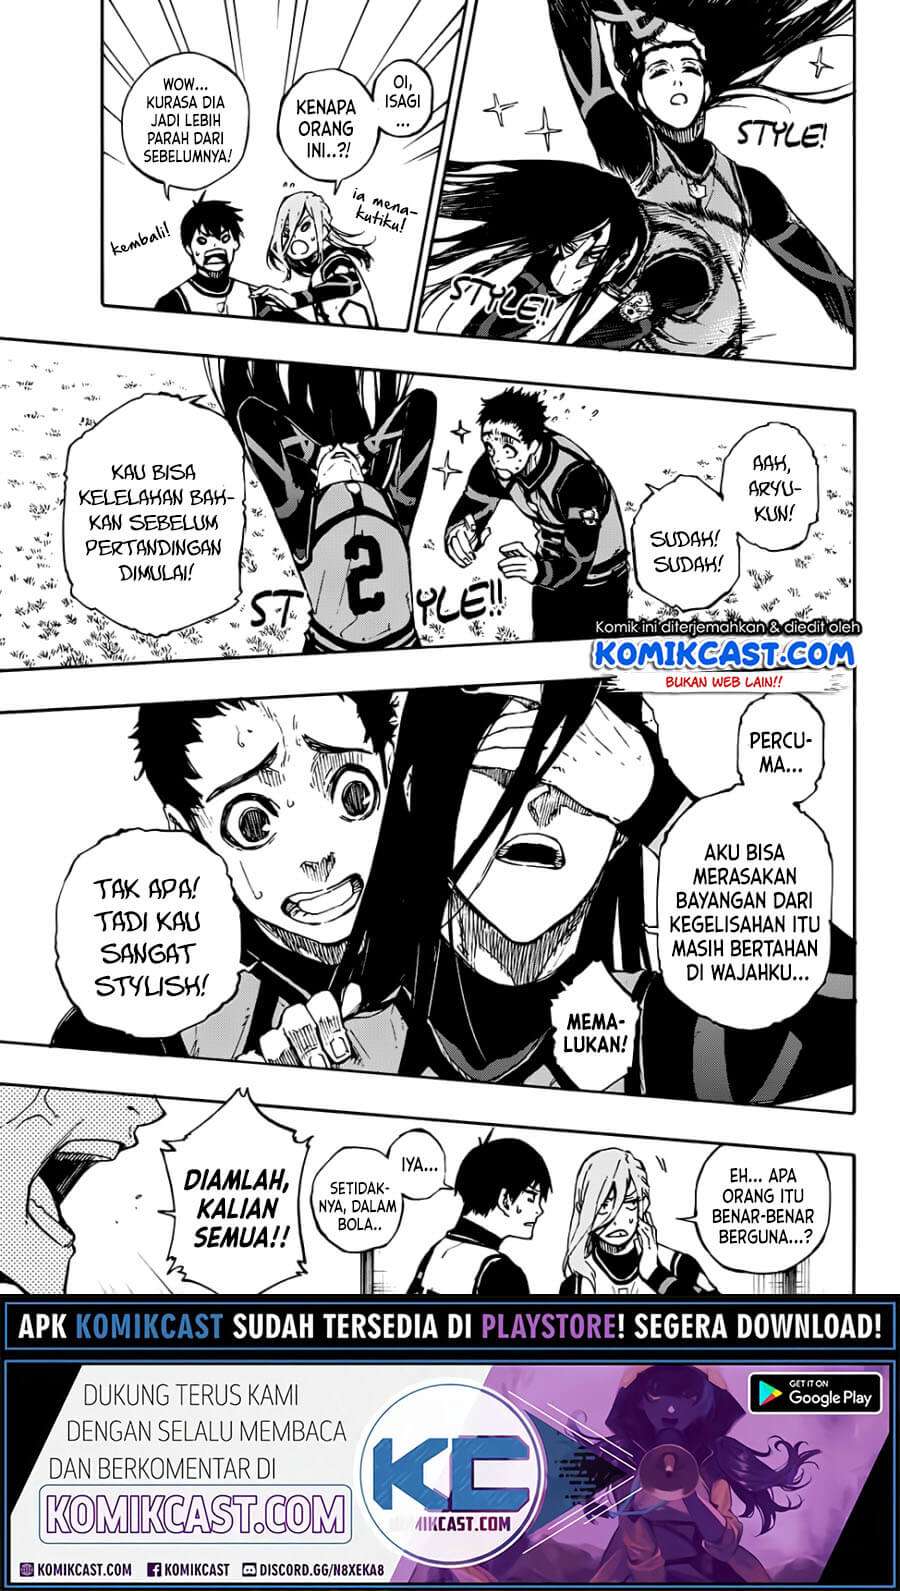 STYLE!
STYLE!!
OI,
ISAGI
...
KENAPA
ORANG
INI..?!
ia mena-
kutiku!
WOW...
KURASA DIA
JADI LEBIH
PARAH DARI
SEBELUMNYA!
kembali!
AAH,
ARYU-
KUN!
SUDAH!
SUDAH!
STYLE!!
2
KAU BISA
KELELAHAN BAH-
KAN SEBELUM
PERTANDINGAN
DIMULAI!
Komik ini diterjemahkan & diedit oleh
KOMIKCAST.COM
BUKAN WEB LAIN!!
PERCU-
MA...
AKU BISA
MERASAKAN
BAYANGAN DARI
KEGELISAHAN ITU
MASIH BERTAHAN
DI WAJAHKU...
MEMA-
LUKAN!
TAK APA!
TADI KAU
SANGAT
STYLISH!
EH... APA
ORANG ITU
BENAR-BENAR
BERGUNA...?
IYA...
SETIDAK-
NYA, DALAM
BOLA..
DIAMLAH,
KALIAN
SEMUA!!
APK KOMIKCAST SUDAH TERSEDIA DI PLAYSTORE! SEGERA DOWNLOAD!
DUKUNG TERUS KAMI
DENGAN SELALU MEMBACA
DAN BERKOMENTAR DI
KOMIKCAST.COM
KOMIKCAST.COM
KOMIKCAST
DISCORD.GG/N8XEKA8
KC
KOMIKCAST.COM
GET IT ON
Google Play